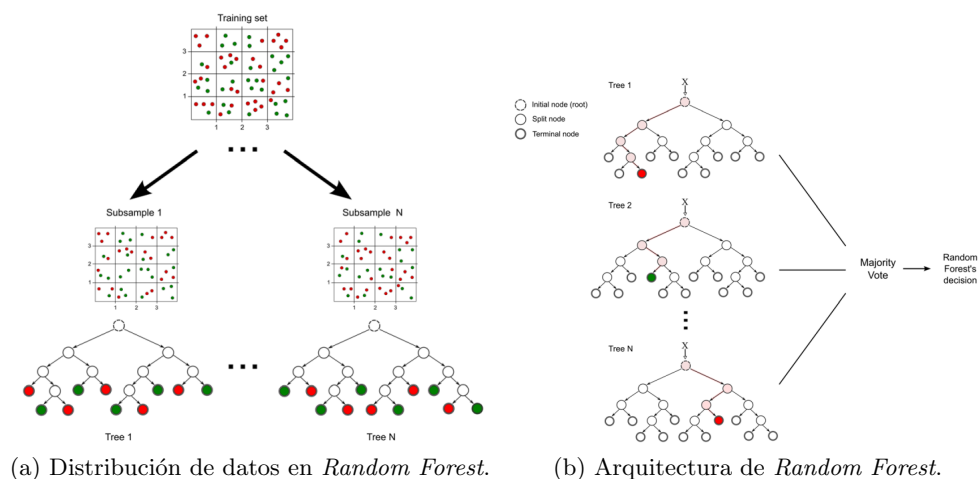 Training set
3
2
1
1 2 3
...
Subsample 1
Subsample N
3
2
1
1 2 3
3
2
1
1 2 3
...
Tree 1
Tree N
(a) Distribución de datos en Random Forest.
Initial node (root)
Split node
Terminal node
Tree 1
X
Tree 2
X
...
Tree N
X
Majority
Vote
Random
Forest's
decision
(b) Arquitectura de Random Forest.